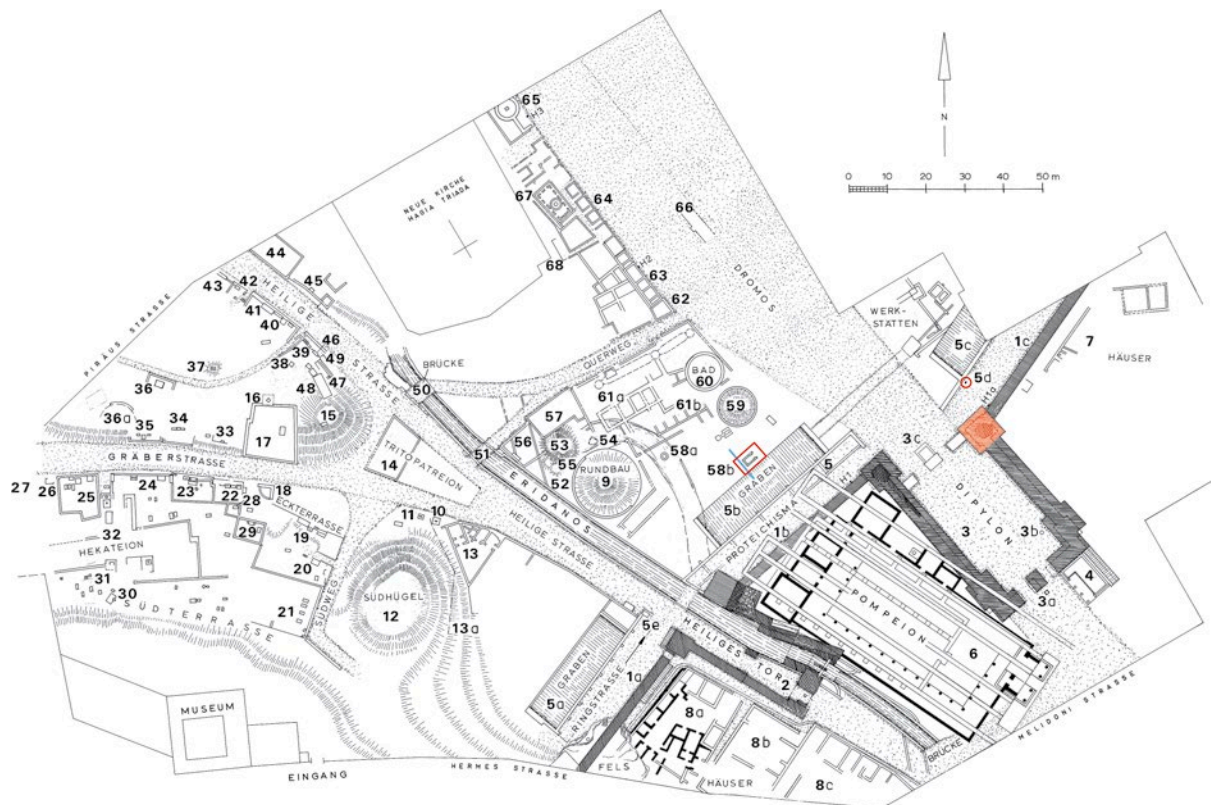 65
H3
N
0 10 20 30 40 50 m
NEUE KIRCHE
HAGIA TRIADA
67
64
66
68
H2
63
62
DROMOS
44
45
43
42
HEILIGE
STRASSE
41
40
PIRÄUS STRASSE
46
39
49
38
47
37
48
36
16
15
36a
35
34
33
17
BRÜCKE
50
QUERWEG
WERK-
STÄTTEN
5c
1c
7
HÄUSER
5d
H1a
BAD
60
61a
61b
59
57
56
53
54
55
52
RUNDBAU
9
58a
58b
GRABEN
5b
5
H1
3c
DIPYLON
3
3b
4
3a
51
TRITOPATREION
14
ERIDANOS
HEILIGE STRASSE
GRÄBERSTRASSE
27
26
25
24
23
22
18
28
ECKTERRASSE
29
19
20
32
HEKATEION
31
30
21
SÜDTERRASSE
SÜDWEG
11
10
13
SÜDHÜGEL
12
13a
PROTEICHISMA
1b
POMPEION
6
HEILIGES TOR
2
5e
GRABEN
5a
RINGSTRASSE
1a
8a
8b
8c
FELS
HÄUSER
BRÜCKE
MELIDONI STRASSE
MUSEUM
EINGANG
HERMES STRASSE